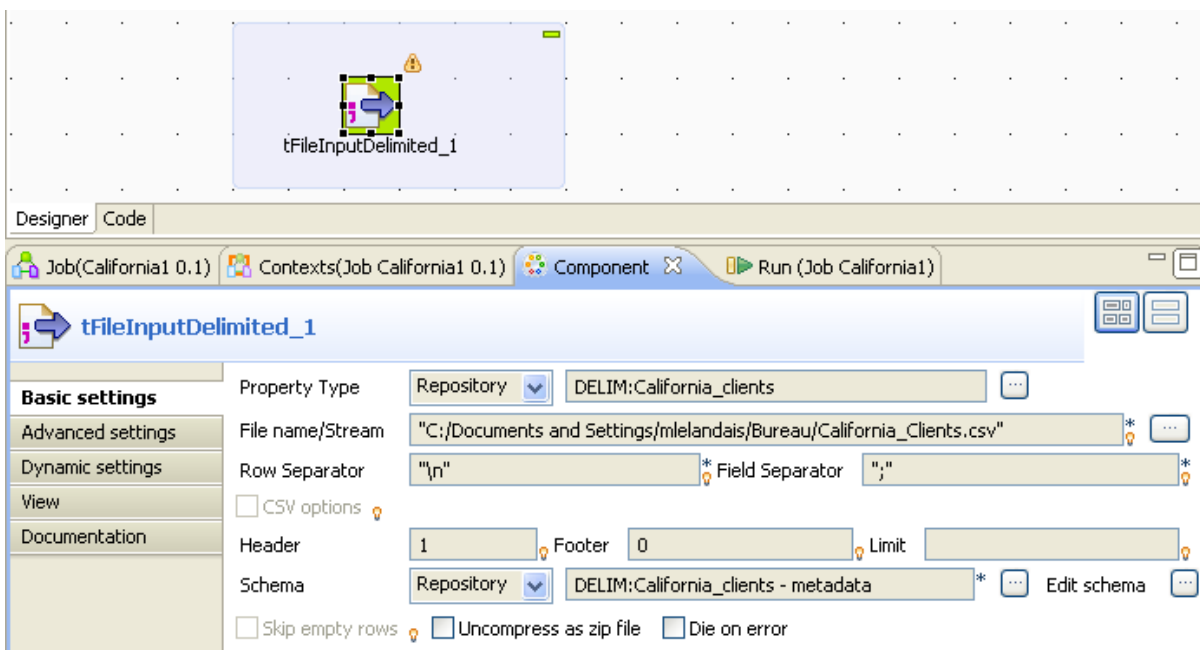 tFileInputDelimited_1
Designer Code
Job(California1 0.1) Contexts(Job California1 0.1) Component Run (Job California1)
tFileInputDelimited_1
Basic settings
Advanced settings
Dynamic settings
View
Documentation
Property Type Repository DELIM:California_clients ...
File name/Stream "C:/Documents and Settings/mlelandais/Bureau/California_Clients.csv" * ...
Row Separator "\n" * Field Separator ";" *
CSV options
Header 1 Footer 0 Limit
Schema Repository DELIM:California_clients - metadata * ... Edit schema ...
Skip empty rows Uncompress as zip file Die on error